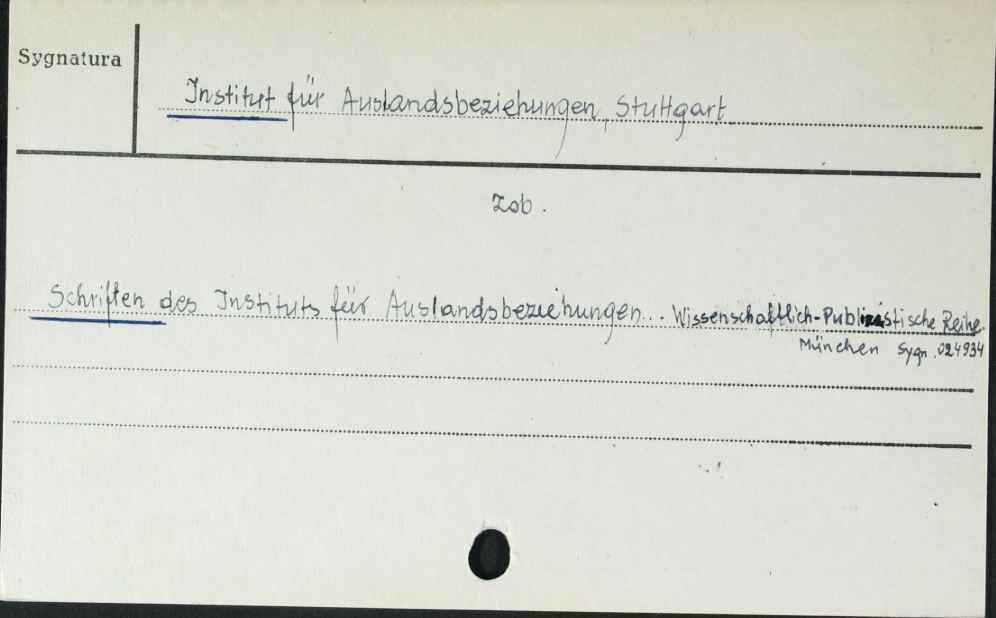 Sygnatura
Institut für Auslandsbeziehungen, Stuttgart
Zob.
Schriften des Instituts für Auslandsbeziehungen.. Wissenschaftlich-Publizistische Reihe.
München Sygn. 024934